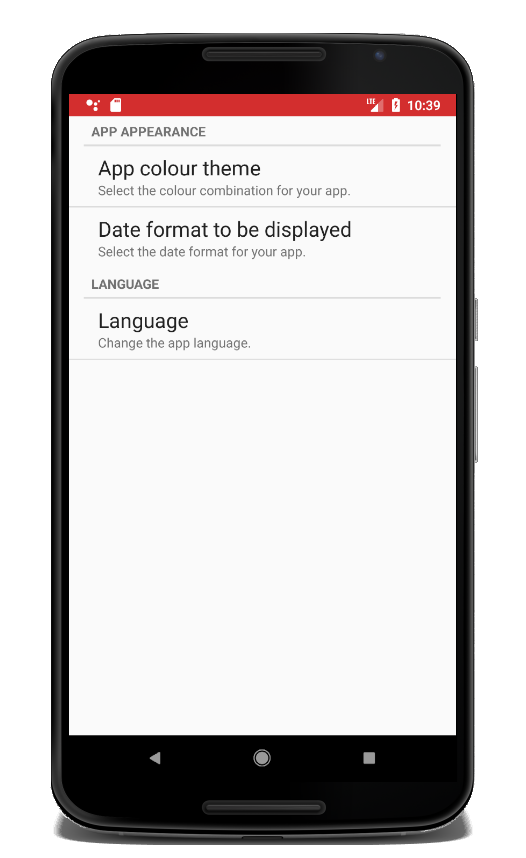 LTE 10:39
APP APPEARANCE
App colour theme
Select the colour combination for your app.
Date format to be displayed
Select the date format for your app.
LANGUAGE
Language
Change the app language.